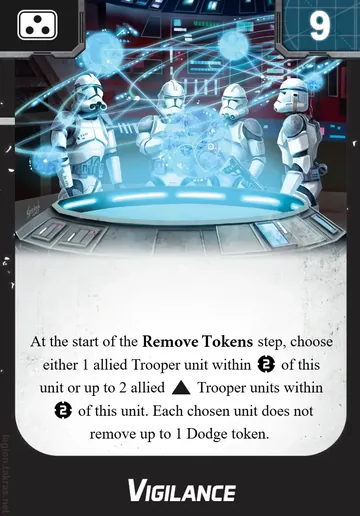 9
At the start of the Remove Tokens step, choose
either 1 allied Trooper unit within 2 of this
unit or up to 2 allied Trooper units within
2 of this unit. Each chosen unit does not
remove up to 1 Dodge token.
VIGILANCE